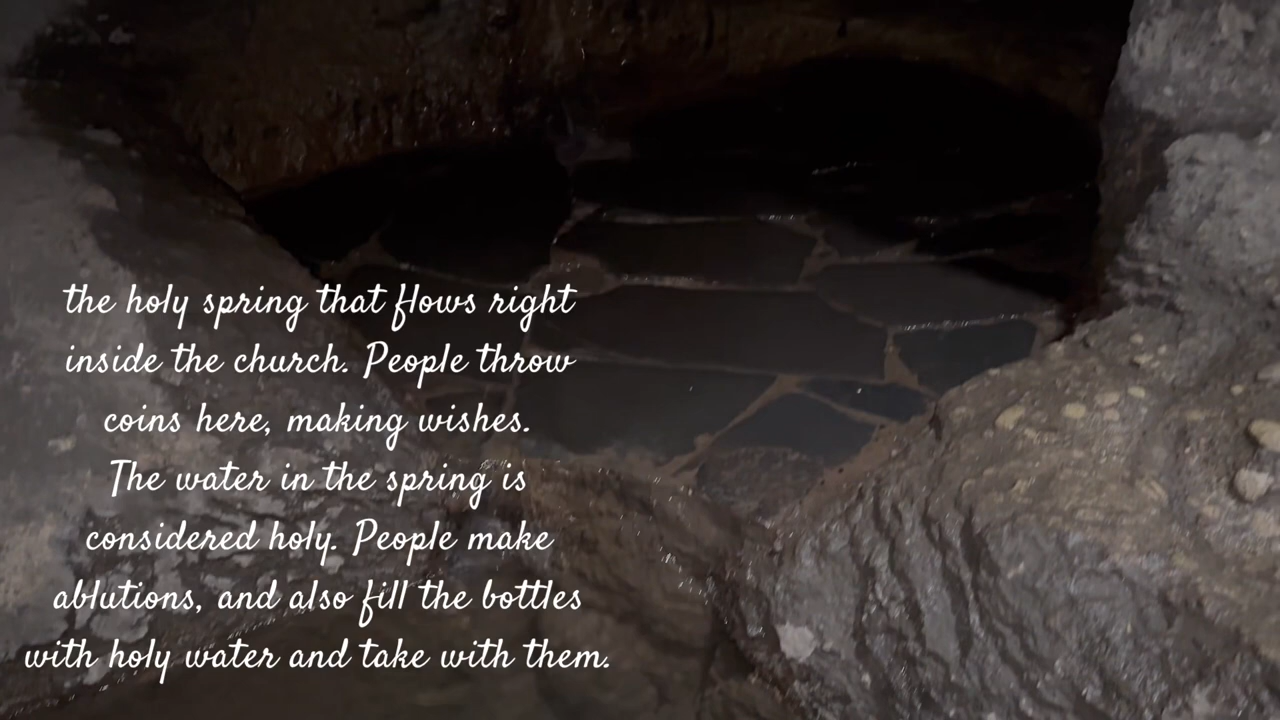 the holy spring that flows right
inside the church. People throw
coins here, making wishes.
The water in the spring is
considered holy. People make
ablutions, and also fill the bottles
with holy water and take with them.